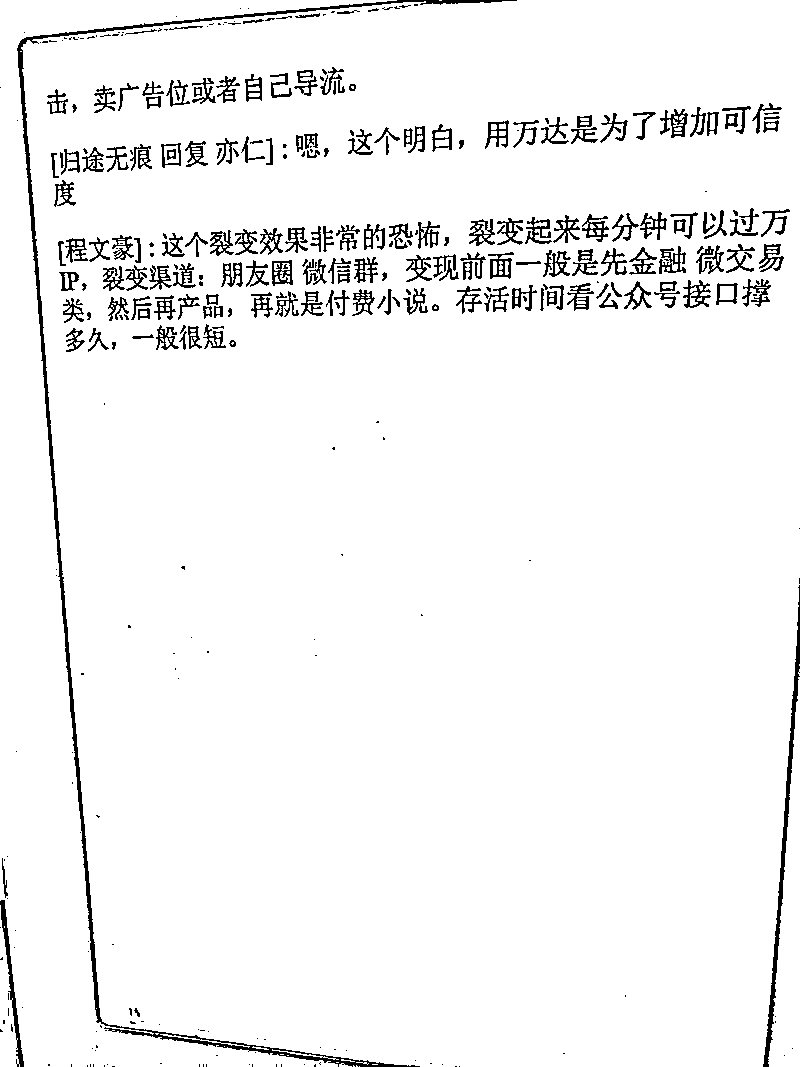 击，卖广告位或者自己导流。
[归途无痕 回复 亦仁]：嗯，这个明白，用万达是为了增加可信
度
[程文豪]：这个裂变效果非常的恐怖，裂变起来每分钟可以过万
IP，裂变渠道：朋友圈 微信群，变现前面一般是先金融 微交易
类，然后再产品，再就是付费小说。存活时间看公众号接口撑
多久，一般很短。